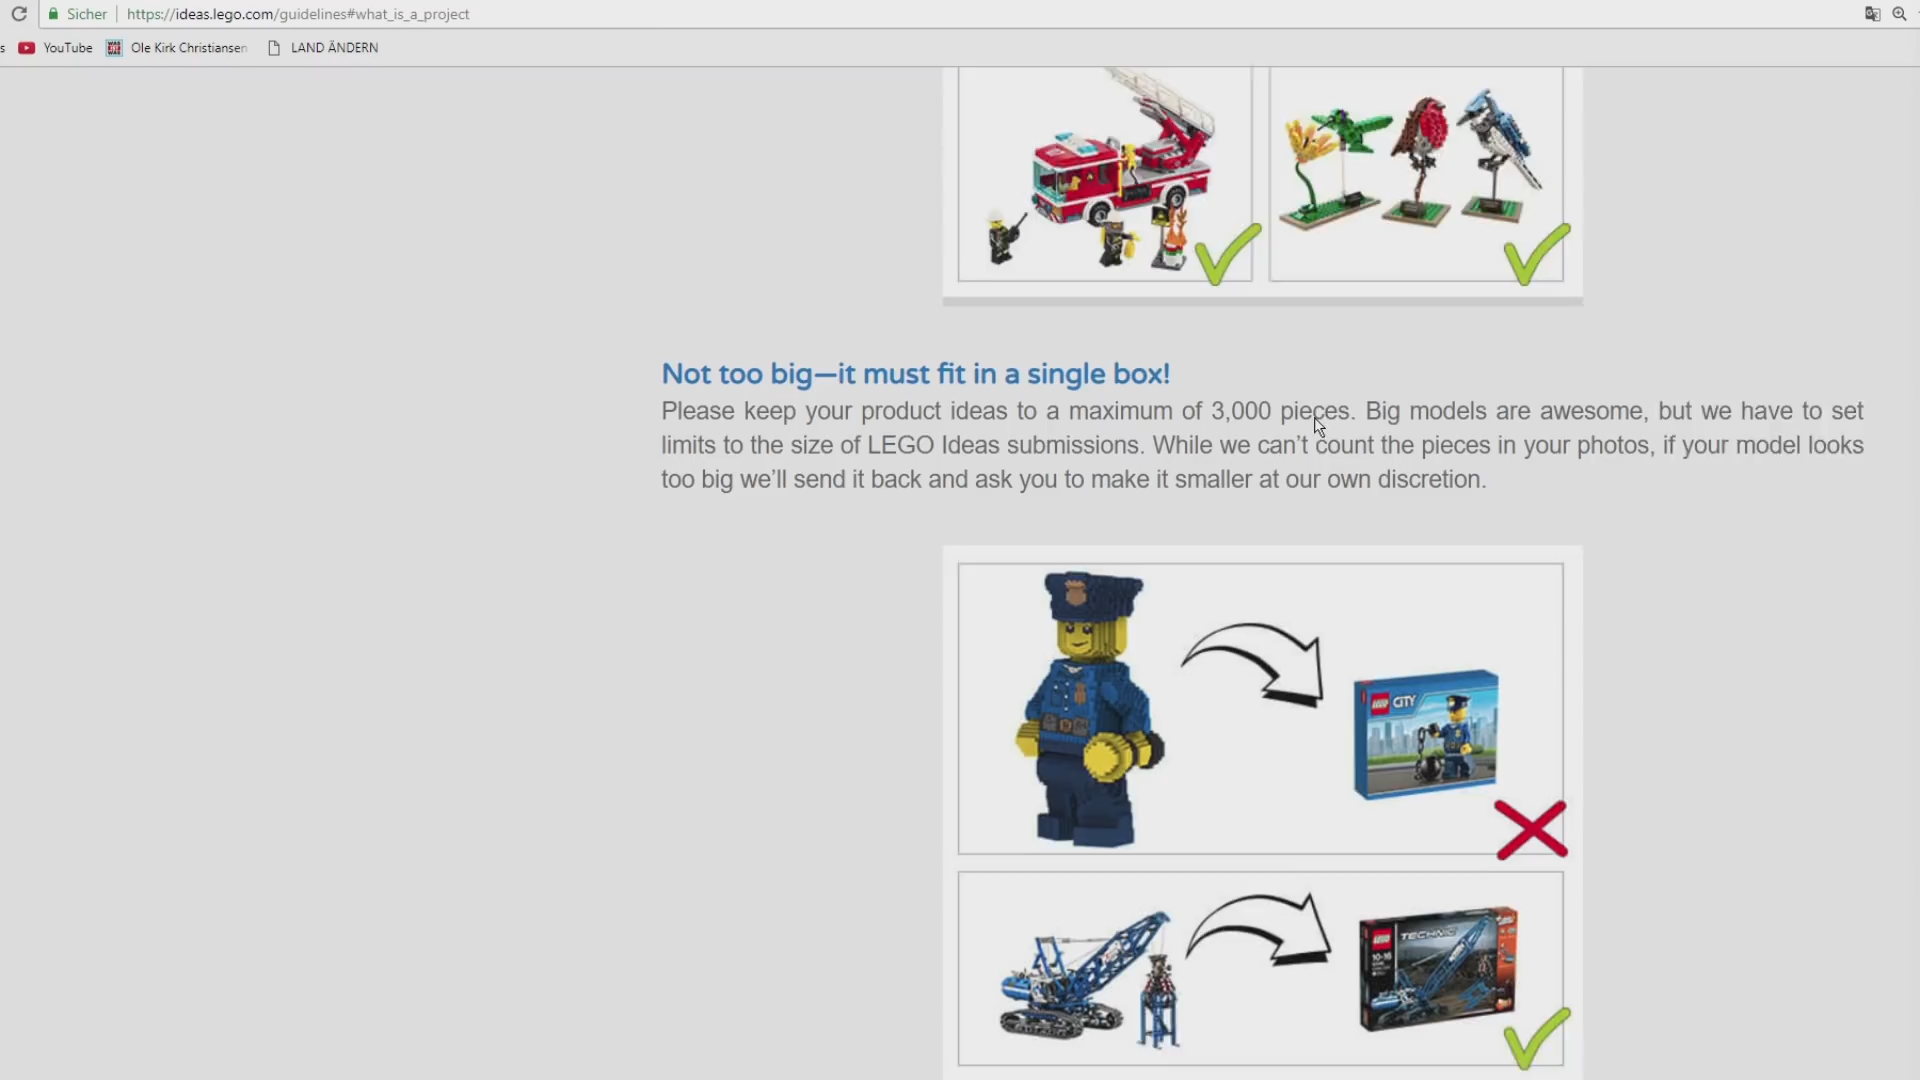 Sicher https://ideas.lego.com/guidelines#what_is_a_project
s YouTube Ole Kirk Christiansen LAND ÄNDERN
Not too big—it must fit in a single box!
Please keep your product ideas to a maximum of 3,000 pieces. Big models are awesome, but we have to set
limits to the size of LEGO Ideas submissions. While we can’t count the pieces in your photos, if your model looks
too big we’ll send it back and ask you to make it smaller at our own discretion.
LEGO CITY
LEGO TECHNIC
10-16